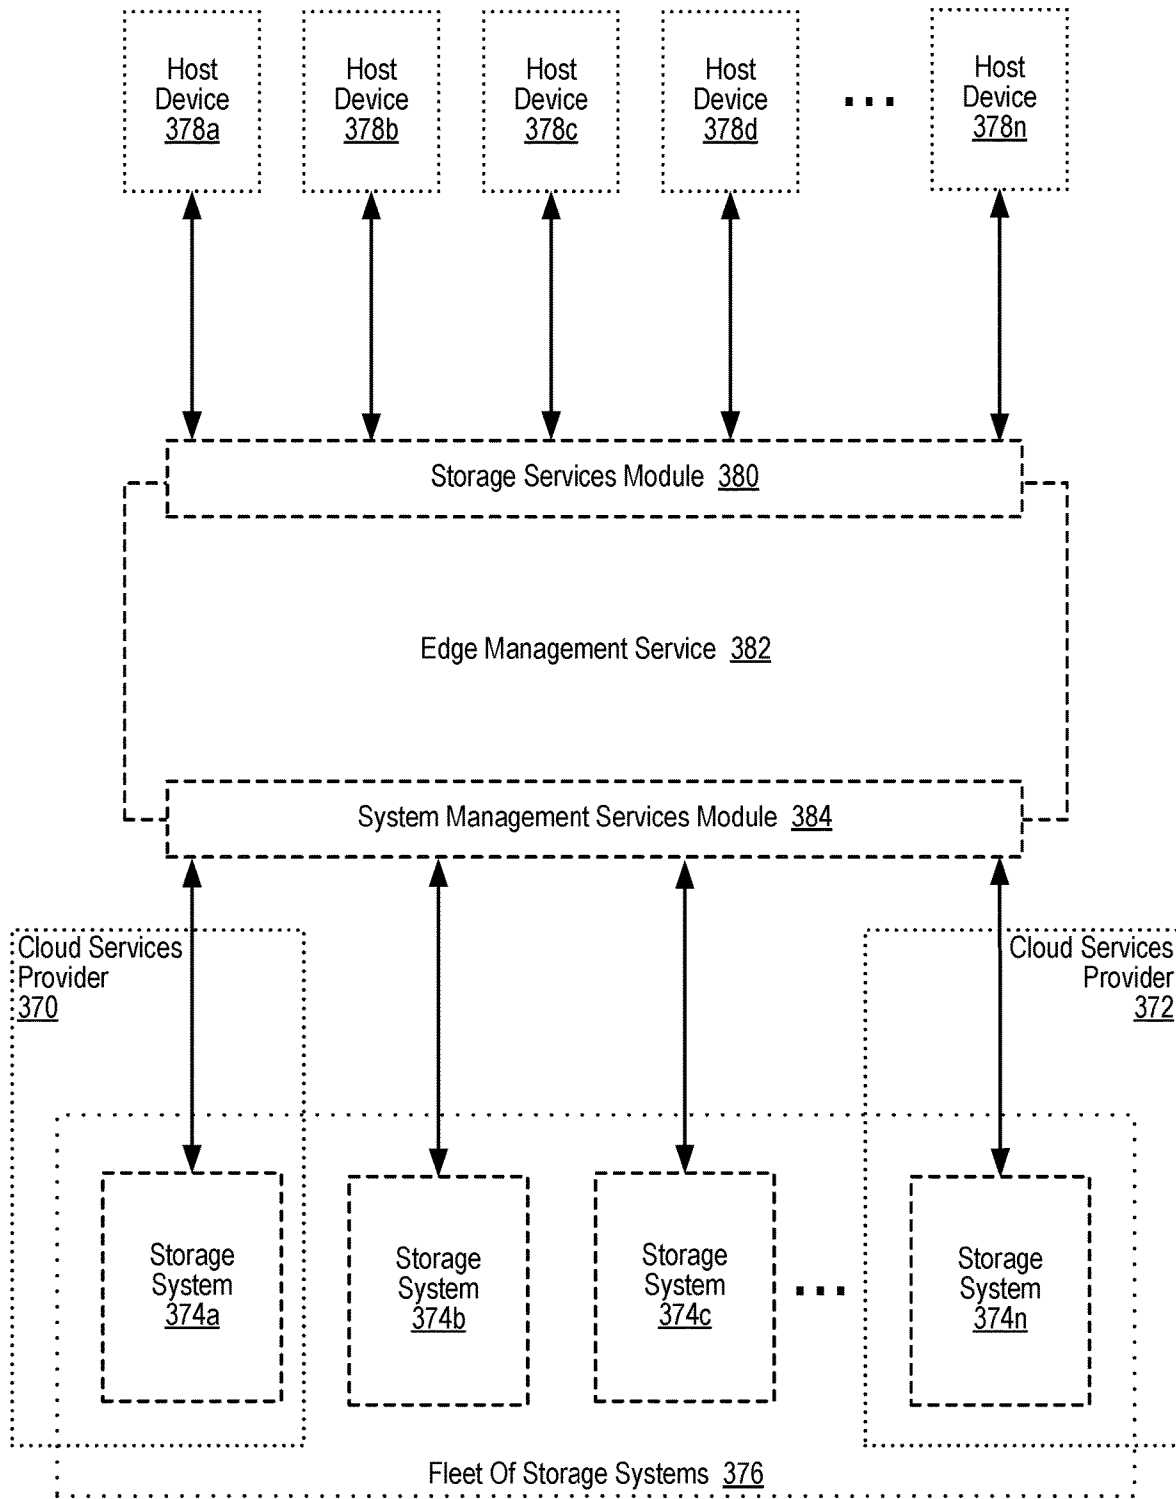 Host
Device
378a
Host
Device
378b
Host
Device
378c
Host
Device
378d
...
Host
Device
378n
Storage Services Module 380
Edge Management Service 382
System Management Services Module 384
Cloud Services
Provider
370
Cloud Services
Provider
372
Storage
System
374a
Storage
System
374b
Storage
System
374c
...
Storage
System
374n
Fleet Of Storage Systems 376